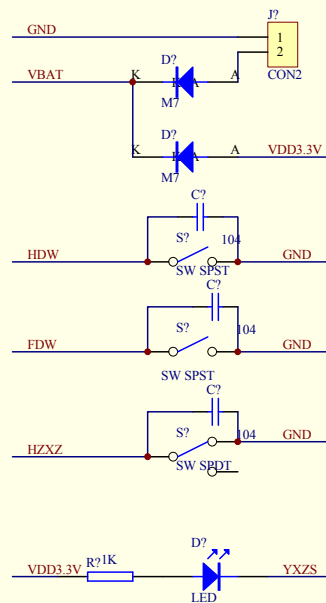 J?
GND
1
2
D?
VBAT K K A A
M7 CON2
D?
K K A A VDD3.3V
M7
C?
S? 104
HDW GND
SW SPST
C?
S? 104
FDW GND
SW SPST
C?
S? 104 GND
HZXZ
SW SPDT
D?
R? 1K
VDD3.3V YXZS
LED